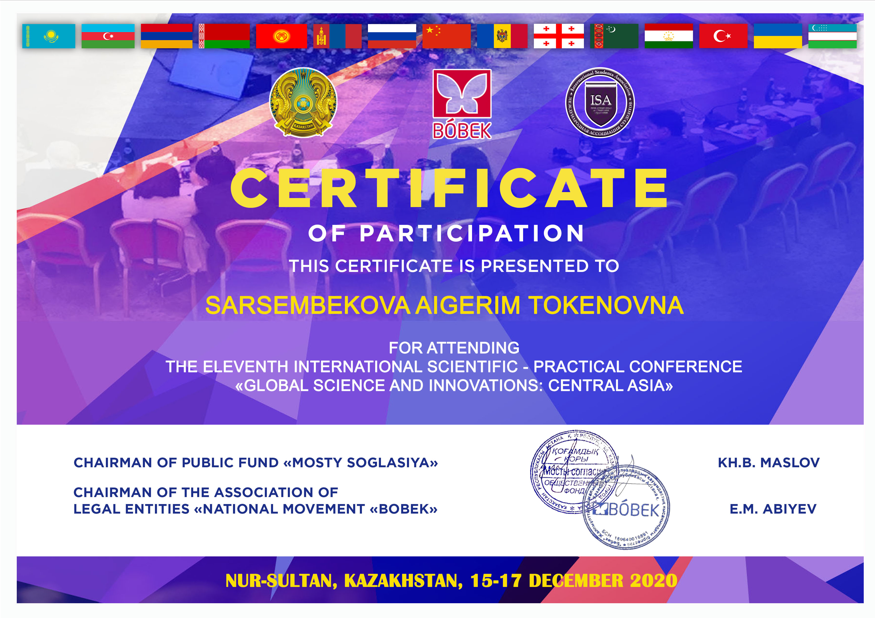 BÓBEK
ISA
CERTIFICATE
OF PARTICIPATION
THIS CERTIFICATE IS PRESENTED TO
SARSEMBEKOVA AIGERIM TOKENOVNA
FOR ATTENDING
THE ELEVENTH INTERNATIONAL SCIENTIFIC - PRACTICAL CONFERENCE
«GLOBAL SCIENCE AND INNOVATIONS: CENTRAL ASIA»
CHAIRMAN OF PUBLIC FUND «MOSTY SOGLASIYA»
KH.B. MASLOV
CHAIRMAN OF THE ASSOCIATION OF
LEGAL ENTITIES «NATIONAL MOVEMENT «BOBEK»
E.M. ABIYEV
ҚОҒАМДЫҚ
ҚОРЫ
Мосты согласия
ОБЩЕСТВЕННЫЙ
ФОНД
BÓBEK
NUR-SULTAN, KAZAKHSTAN, 15-17 DECEMBER 2020